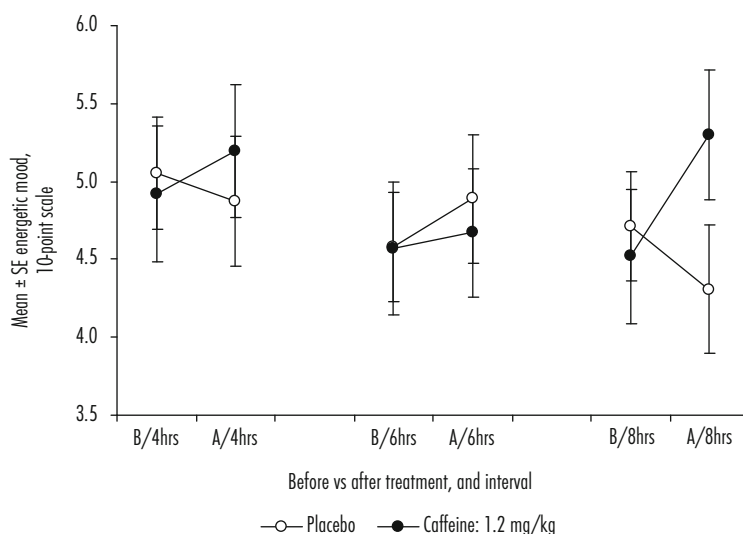 6.0
5.5
5.0
4.5
4.0
3.5
Mean ± SE energetic mood,
10-point scale
B/4hrs A/4hrs B/6hrs A/6hrs B/8hrs A/8hrs
Before vs after treatment, and interval
Placebo Caffeine: 1.2 mg/kg